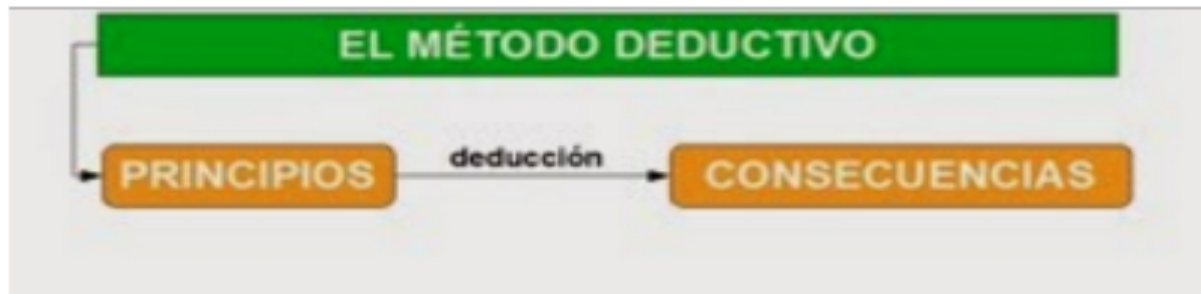 EL MÉTODO DEDUCTIVO
deducción
PRINCIPIOS
CONSECUENCIAS